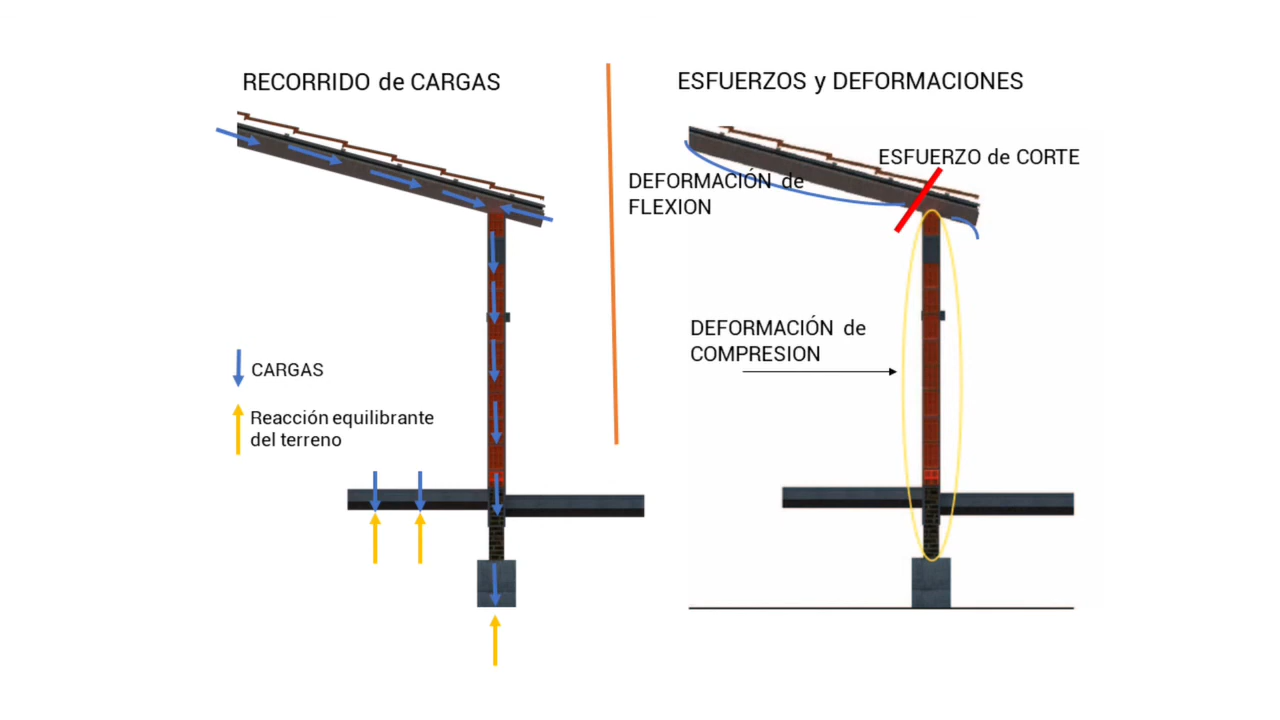 RECORRIDO de CARGAS
CARGAS
Reacción equilibrante
del terreno
ESFUERZOS y DEFORMACIONES
ESFUERZO de CORTE
DEFORMACIÓN de
FLEXION
DEFORMACIÓN de
COMPRESION